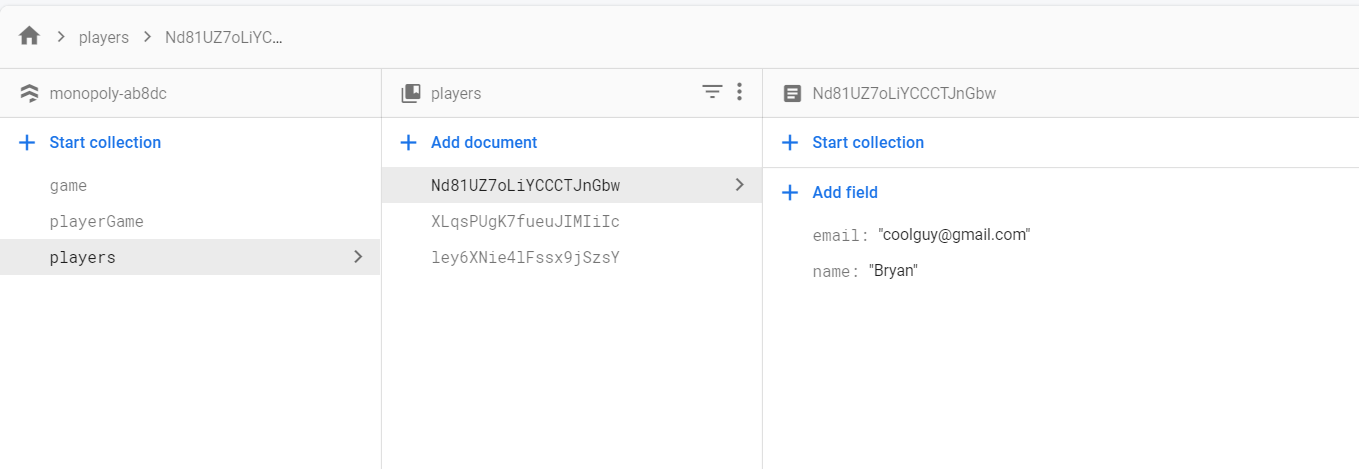 players
Nd81UZ7oLiYC...
monopoly-ab8dc
players
Nd81UZ7oLiYCCCTJnGbw
Start collection
Add document
Start collection
game
playerGame
players
Nd81UZ7oLiYCCCTJnGbw
XLqsPUgK7fueuJIMIiIc
ley6XNie4lFssx9jSzsY
Add field
email: "coolguy@gmail.com"
name: "Bryan"